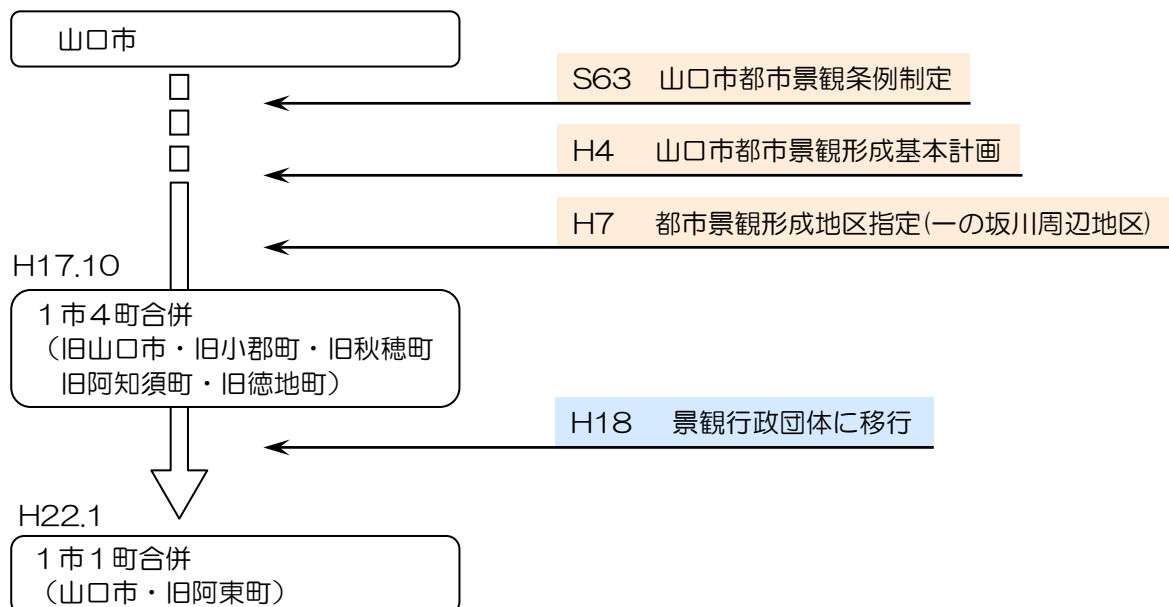 山口市
S63 山口市都市景観条例制定
H4 山口市都市景観形成基本計画
H7 都市景観形成地区指定(一の坂川周辺地区)
H17.10
１市４町合併
（旧山口市・旧小郡町・旧秋穂町
旧阿知須町・旧徳地町）
H18 景観行政団体に移行
H22.1
１市１町合併
（山口市・旧阿東町）